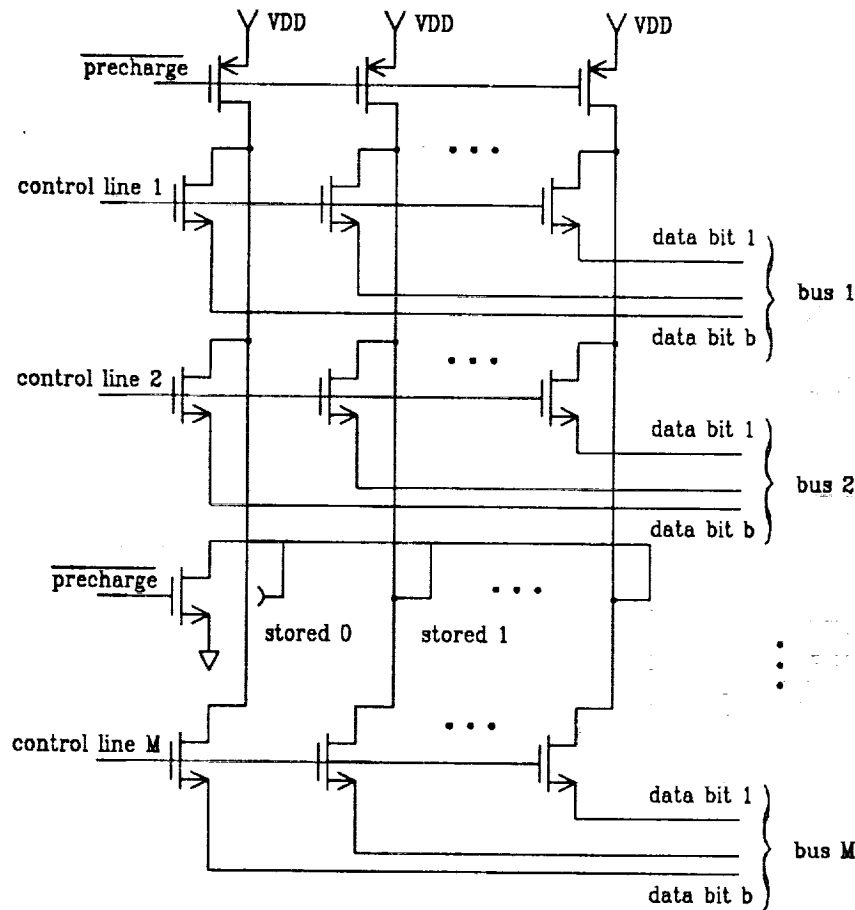 VDD VDD VDD
precharge
control line 1
data bit 1
bus 1
data bit b
control line 2
data bit 1
bus 2
data bit b
precharge
stored 0 stored 1
control line M
data bit 1
bus M
data bit b